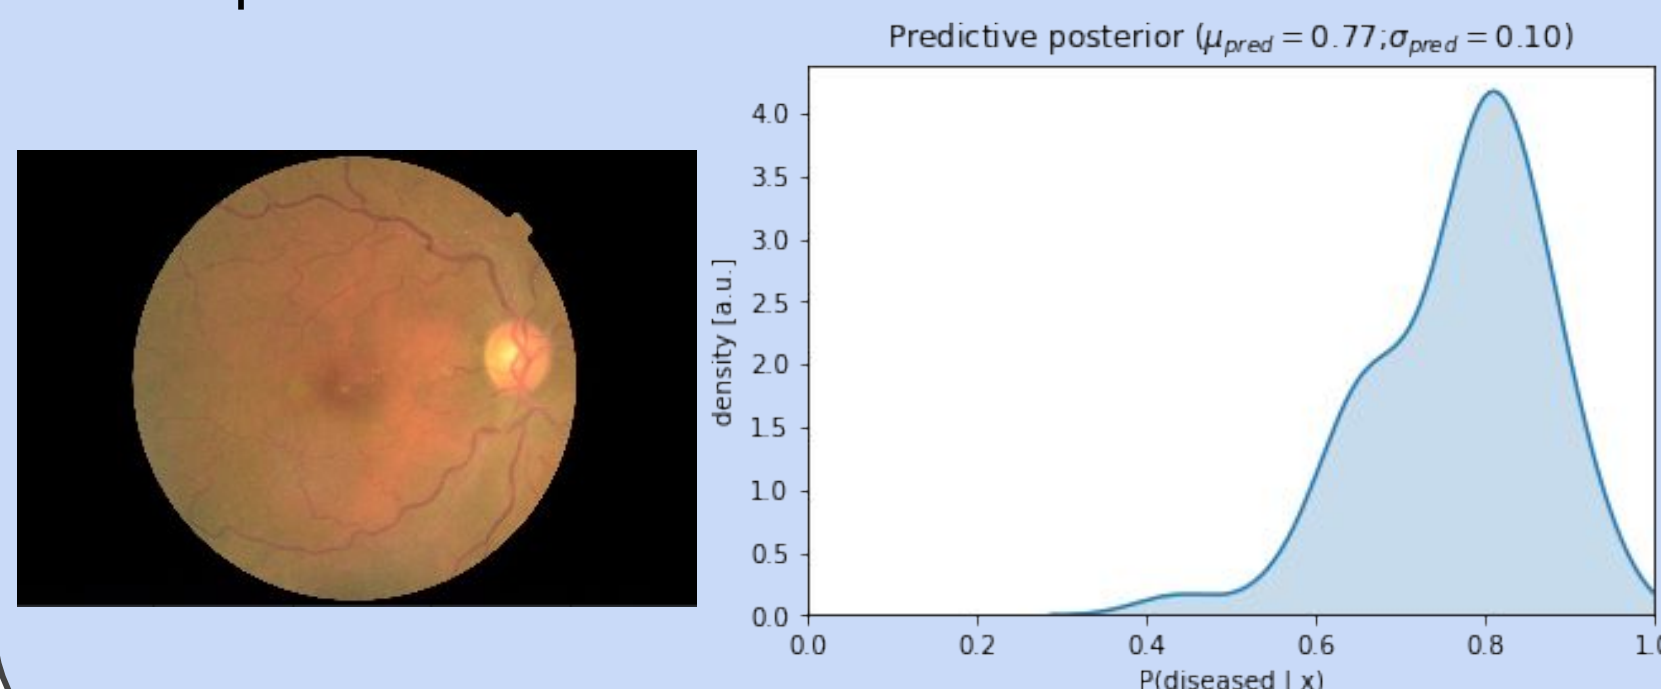 Predictive posterior (μpred = 0.77;σpred = 0.10)
density [a.u.]
4.0
3.5
3.0
2.5
2.0
1.5
1.0
0.5
0.0
0.0 0.2 0.4 0.6 0.8 1.0
P(diseased | x)